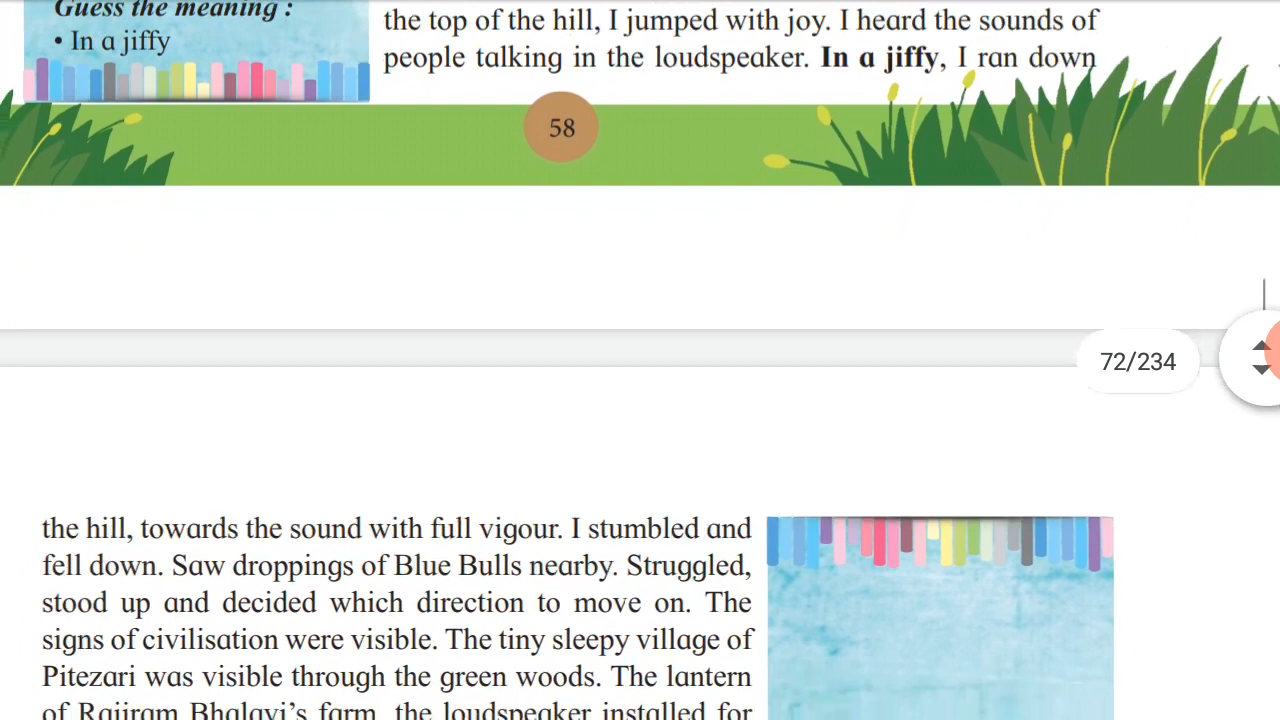 Guess the meaning :
• In a jiffy
the top of the hill, I jumped with joy. I heard the sounds of
people talking in the loudspeaker. In a jiffy, I ran down
58
72/234
the hill, towards the sound with full vigour. I stumbled and
fell down. Saw droppings of Blue Bulls nearby. Struggled,
stood up and decided which direction to move on. The
signs of civilisation were visible. The tiny sleepy village of
Pitezari was visible through the green woods. The lantern
of Rajiram Bhalavi's farm, the loudspeaker installed for